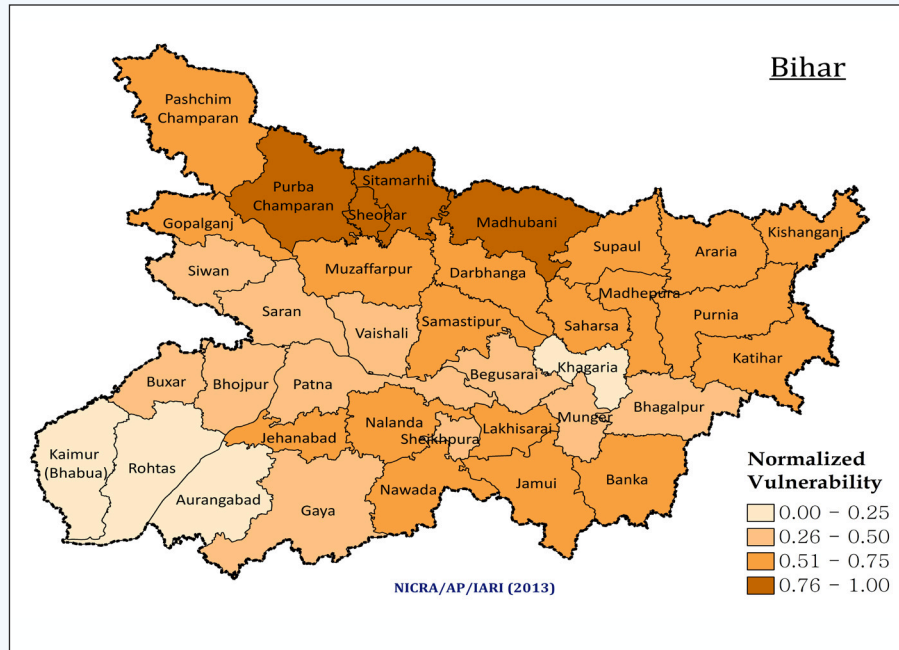 Bihar
Pashchim
Champaran
Sitamarhi
Purba
Champaran
Sheohar
Madhubani
Gopalganj
Kishanganj
Supaul
Araria
Siwan
Muzaffarpur
Darbhanga
Madhepura
Saran
Purnia
Vaishali
Samastipur
Saharsa
Katihar
Khagaria
Begusarai
Buxar
Bhojpur
Patna
Munger
Bhagalpur
Nalanda
Lakhisarai
Jehanabad
Sheikhpura
Kaimur
(Bhabua)
Rohtas
Aurangabad
Gaya
Nawada
Jamui
Banka
Normalized
Vulnerability
0.00 - 0.25
0.26 - 0.50
0.51 - 0.75
0.76 - 1.00
NICRA/AP/IARI (2013)